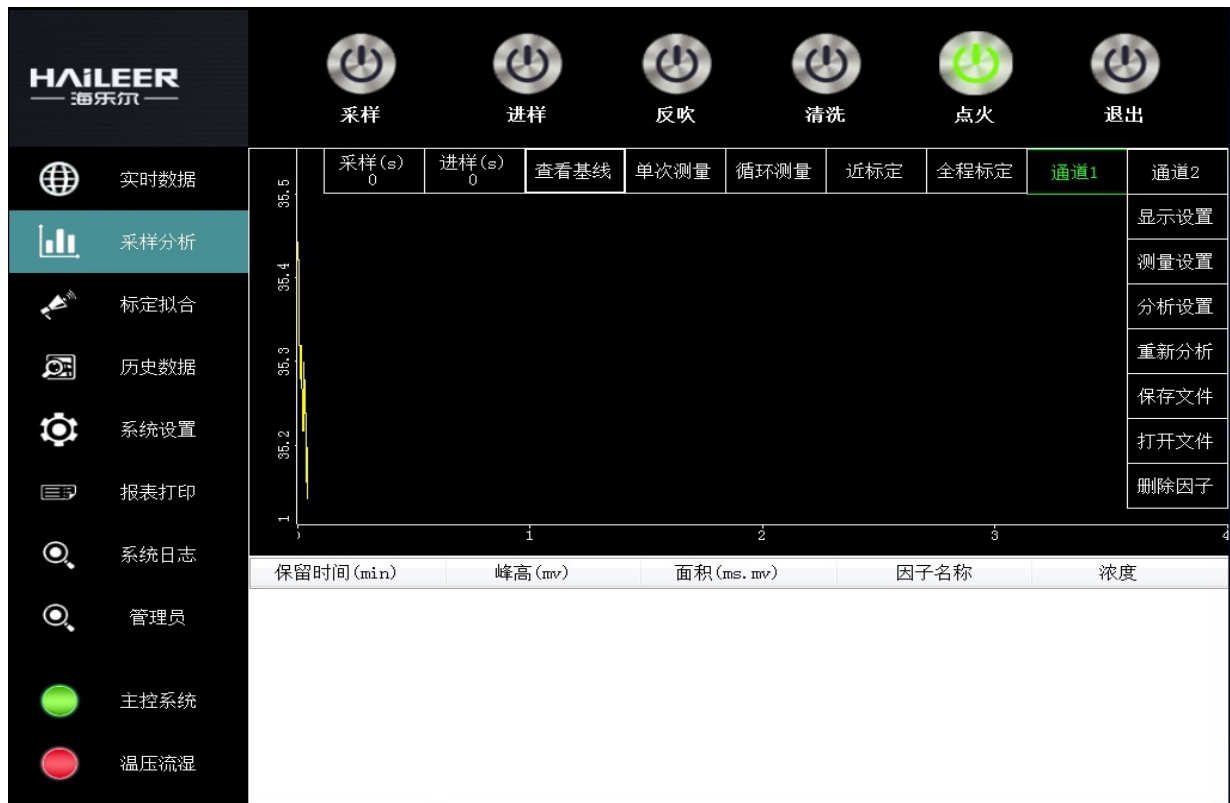 HAiLEER
海乐尔
采样
进样
反吹
清洗
点火
退出
实时数据
采样分析
标定拟合
历史数据
系统设置
报表打印
系统日志
管理员
主控系统
温压流湿
采样(s)
0
进样(s)
0
查看基线
单次测量
循环测量
近标定
全程标定
通道1
通道2
显示设置
测量设置
分析设置
重新分析
保存文件
打开文件
删除因子
35.5
35.4
35.3
35.2
1
1
2
3
4
保留时间(min)
峰高(mv)
面积(ms.mv)
因子名称
浓度